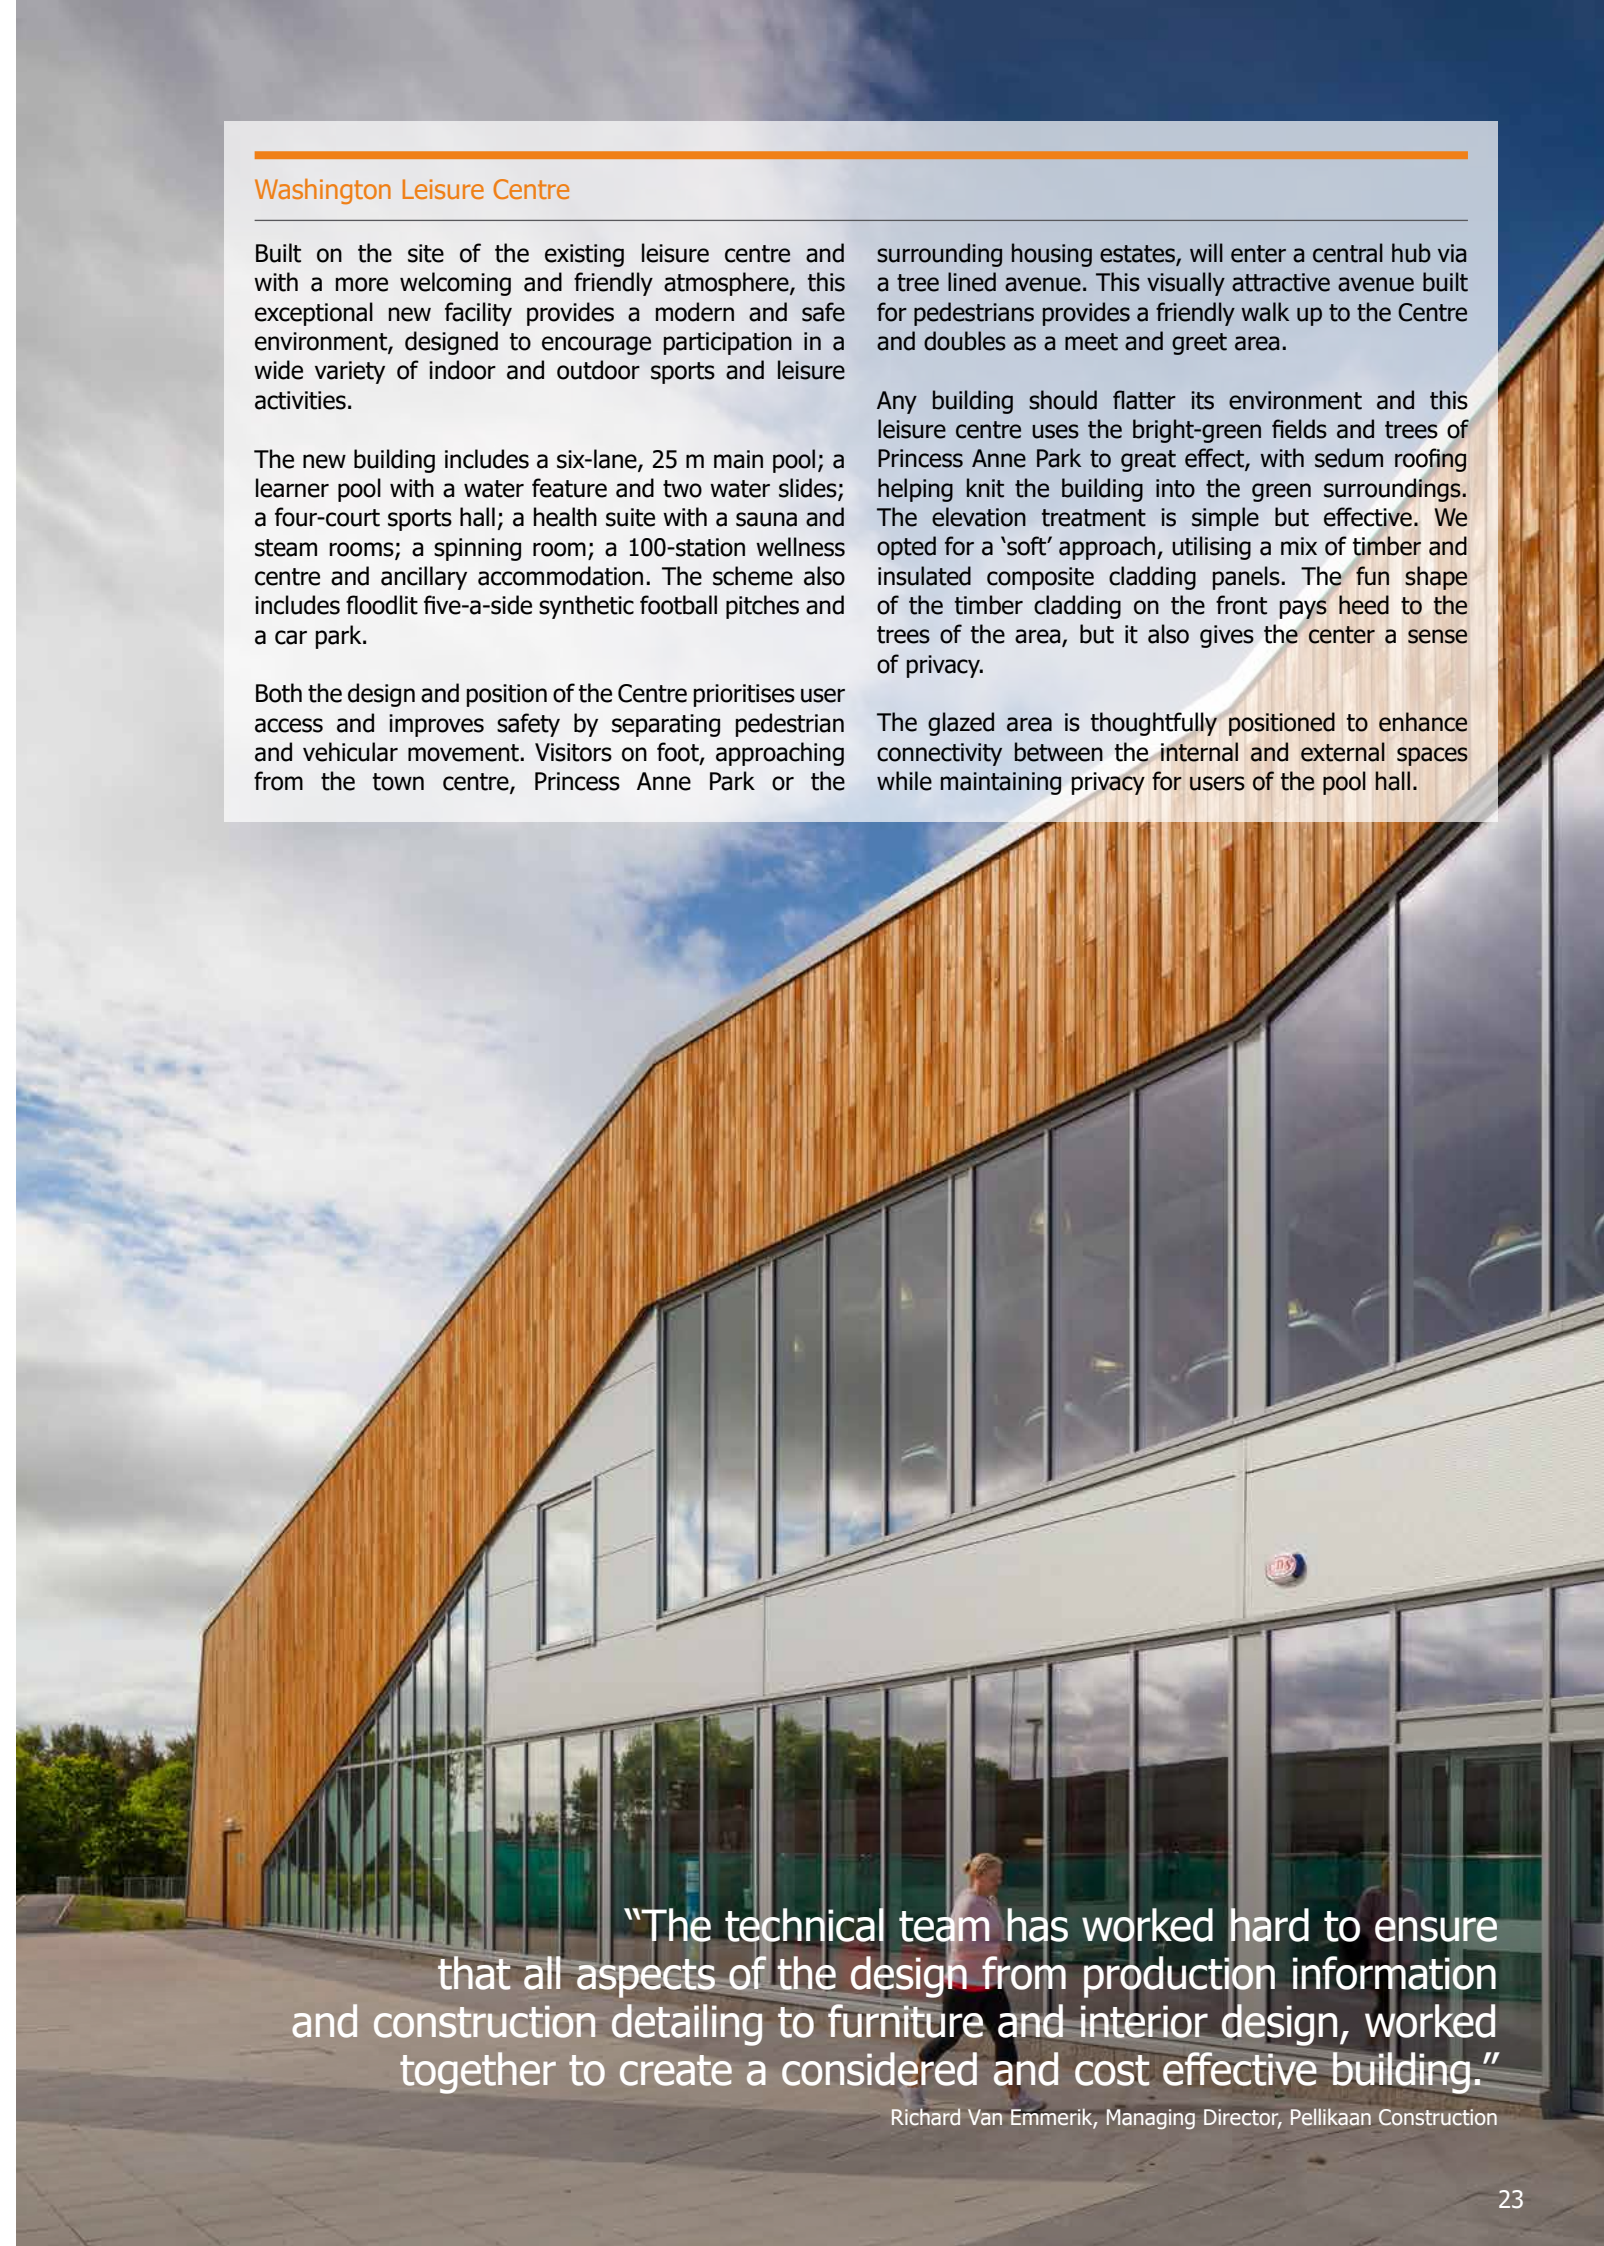 Washington Leisure Centre
Built on the site of the existing leisure centre and
with a more welcoming and friendly atmosphere, this
exceptional new facility provides a modern and safe
environment, designed to encourage participation in a
wide variety of indoor and outdoor sports and leisure
activities.
The new building includes a six-lane, 25 m main pool; a
learner pool with a water feature and two water slides;
a four-court sports hall; a health suite with a sauna and
steam rooms; a spinning room; a 100-station wellness
centre and ancillary accommodation. The scheme also
includes floodlit five-a-side synthetic football pitches and
a car park.
Both the design and position of the Centre prioritises user
access and improves safety by separating pedestrian
and vehicular movement. Visitors on foot, approaching
from the town centre, Princess Anne Park or the
surrounding housing estates, will enter a central hub via
a tree lined avenue. This visually attractive avenue built
for pedestrians provides a friendly walk up to the Centre
and doubles as a meet and greet area.
Any building should flatter its environment and this
leisure centre uses the bright-green fields and trees of
Princess Anne Park to great effect, with sedum roofing
helping knit the building into the green surroundings.
The elevation treatment is simple but effective. We
opted for a ‘soft’ approach, utilising a mix of timber and
insulated composite cladding panels. The fun shape
of the timber cladding on the front pays heed to the
trees of the area, but it also gives the center a sense
of privacy.
The glazed area is thoughtfully positioned to enhance
connectivity between the internal and external spaces
while maintaining privacy for users of the pool hall.
“The technical team has worked hard to ensure
that all aspects of the design from production information
and construction detailing to furniture and interior design, worked
together to create a considered and cost effective building.”
Richard Van Emmerik, Managing Director, Pellikaan Construction
23